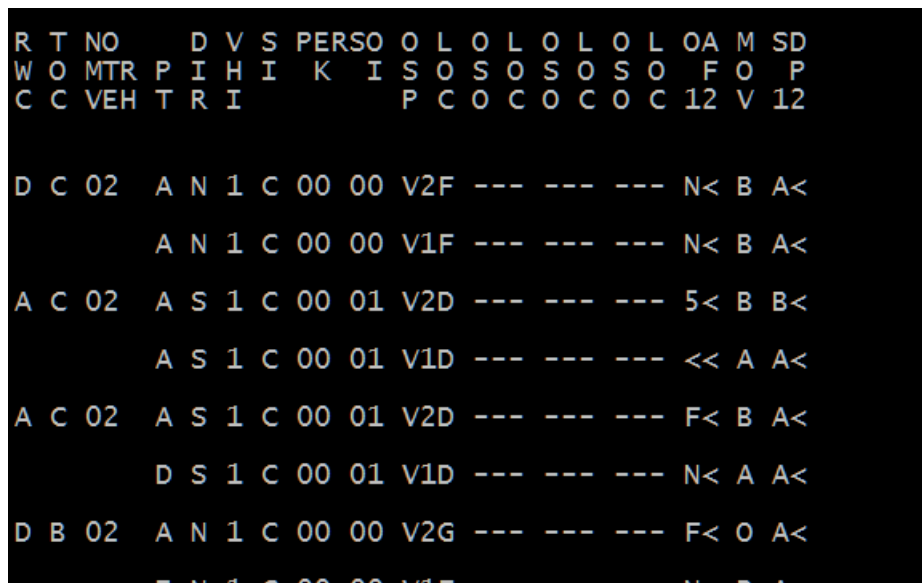 R T NO D V S PERSO O L O L O L O L OA M SD
W O MTR P I H I K I S O S O S O S O F O P
C C VEH T R I P C O C O C O C 12 V 12
D C 02 A N 1 C 00 00 V2F --- --- --- N< B A<
A N 1 C 00 00 V1F --- --- --- N< B A<
A C 02 A S 1 C 00 01 V2D --- --- --- 5< B B<
A S 1 C 00 01 V1D --- --- --- << A A<
A C 02 A S 1 C 00 01 V2D --- --- --- F< B A<
D S 1 C 00 01 V1D --- --- --- N< A A<
D B 02 A N 1 C 00 00 V2G --- --- --- F< O A<